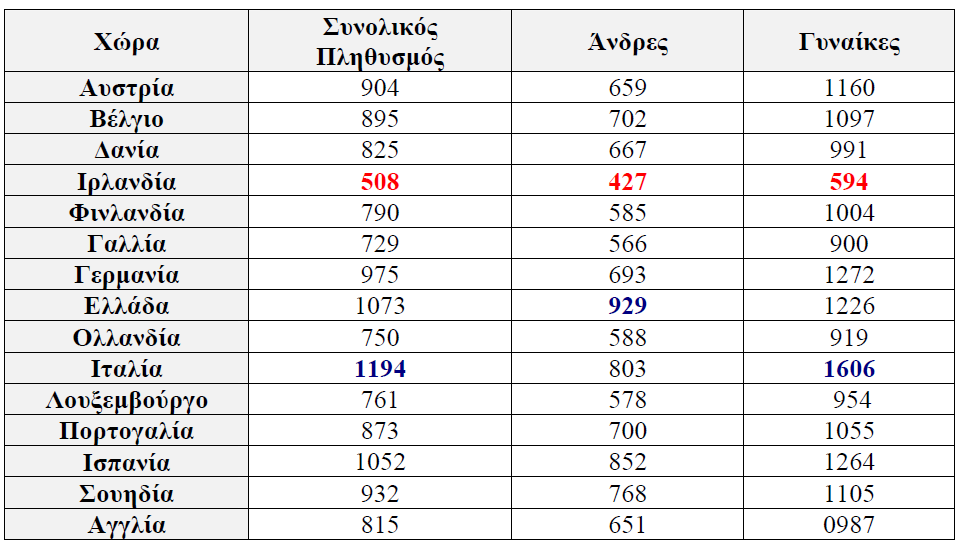 Χώρα Συνολικός Πληθυσμός Άνδρες Γυναίκες
Αυστρία 904 659 1160
Βέλγιο 895 702 1097
Δανία 825 667 991
Ιρλανδία 508 427 594
Φινλανδία 790 585 1004
Γαλλία 729 566 900
Γερμανία 975 693 1272
Ελλάδα 1073 929 1226
Ολλανδία 750 588 919
Ιταλία 1194 803 1606
Λουξεμβούργο 761 578 954
Πορτογαλία 873 700 1055
Ισπανία 1052 852 1264
Σουηδία 932 768 1105
Αγγλία 815 651 0987